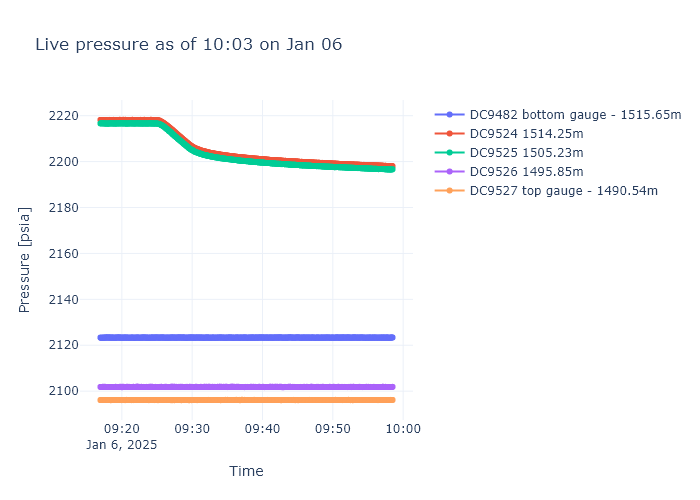 Live pressure as of 10:03 on Jan 06
DC9482 bottom gauge - 1515.65m
DC9524 1514.25m
DC9525 1505.23m
DC9526 1495.85m
DC9527 top gauge - 1490.54m
Pressure [psia]
2220
2200
2180
2160
2140
2120
2100
09:20 09:30 09:40 09:50 10:00
Jan 6, 2025
Time